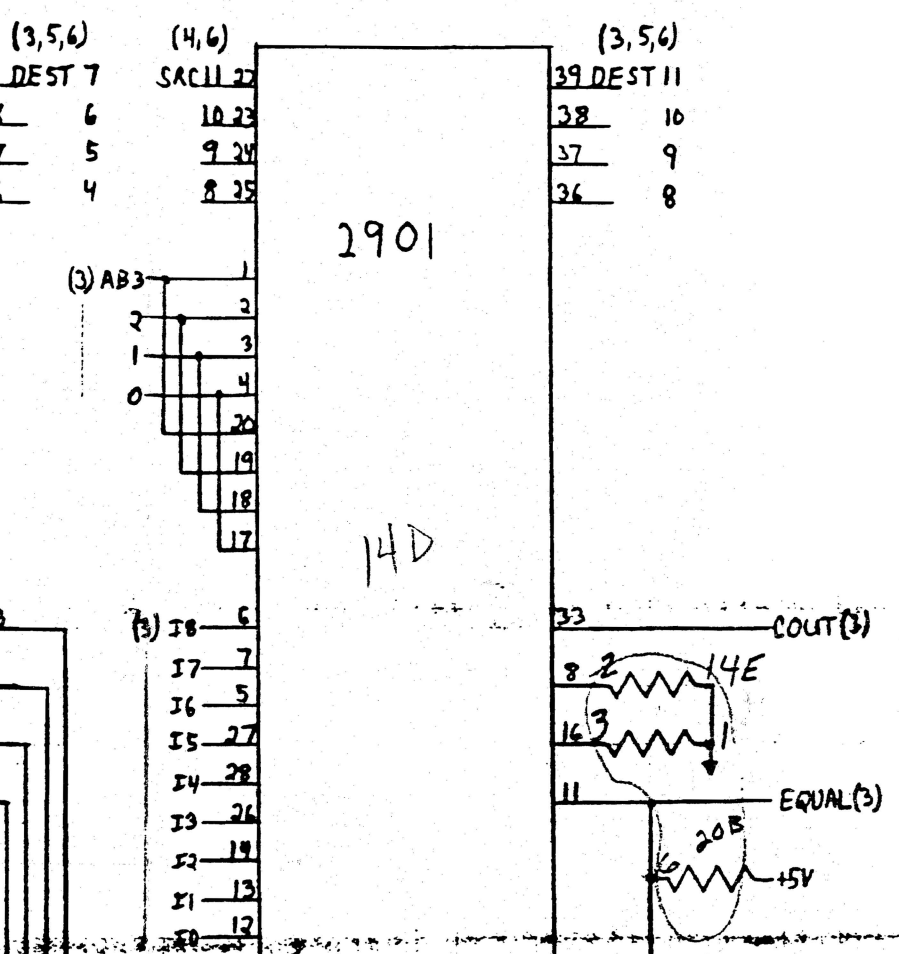 (3,5,6) (4,6) (3,5,6)
DEST 7 SRC 11 22 39 DEST 11
6 10 23 38 10
5 9 24 37 9
4 8 25 36 8
2901
(3) AB3 1
2 2
1 3
0 4
20
19
18
17
14D
(3) I8 6 33 COUT(3)
I7 7 8 2 14E
I6 5
I5 27 16 3 1
I4 28 11 EQUAL(3)
I3 26
I2 14 20B
I1 13 6 +5V
I0 12